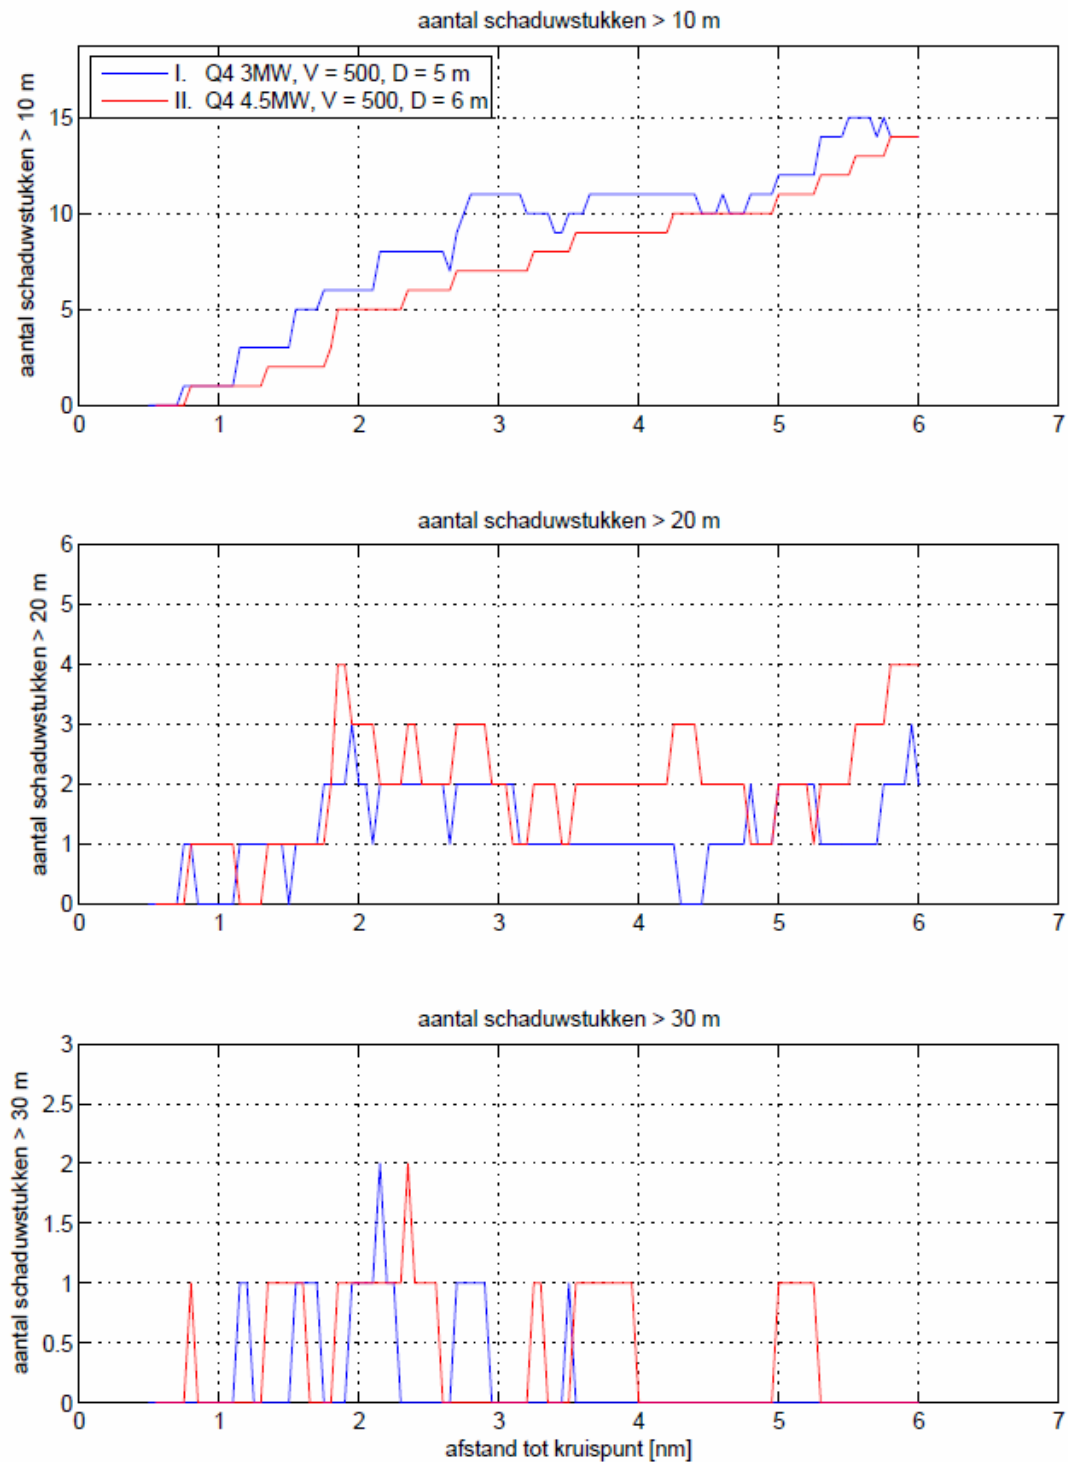 aantal schaduwstukken > 10 m
aantal schaduwstukken > 10 m
I. Q4 3MW, V = 500, D = 5 m
II. Q4 4.5MW, V = 500, D = 6 m
15
10
5
0
0 1 2 3 4 5 6 7
aantal schaduwstukken > 20 m
aantal schaduwstukken > 20 m
6
5
4
3
2
1
0
0 1 2 3 4 5 6 7
aantal schaduwstukken > 30 m
aantal schaduwstukken > 30 m
3
2.5
2
1.5
1
0.5
0
0 1 2 3 4 5 6 7
afstand tot kruispunt [nm]